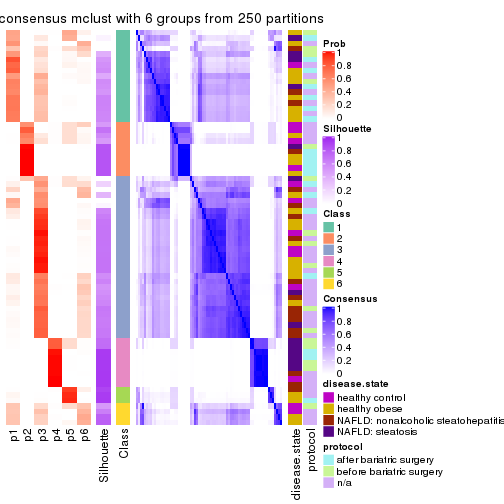 consensus mclust with 6 groups from 250 partitions
Prob
0.8
0.6
0.4
0.2
0
Silhouette
1
0.8
0.6
0.4
0.2
0
Class
1
2
3
4
5
6
Consensus
1
0.8
0.6
0.4
0.2
0
disease.state
healthy control
healthy obese
NAFLD: nonalcoholic steatohepatitis
NAFLD: steatosis
protocol
after bariatric surgery
before bariatric surgery
n/a
p1
p2
p3
p4
p5
p6
Silhouette
Class
disease.state
protocol